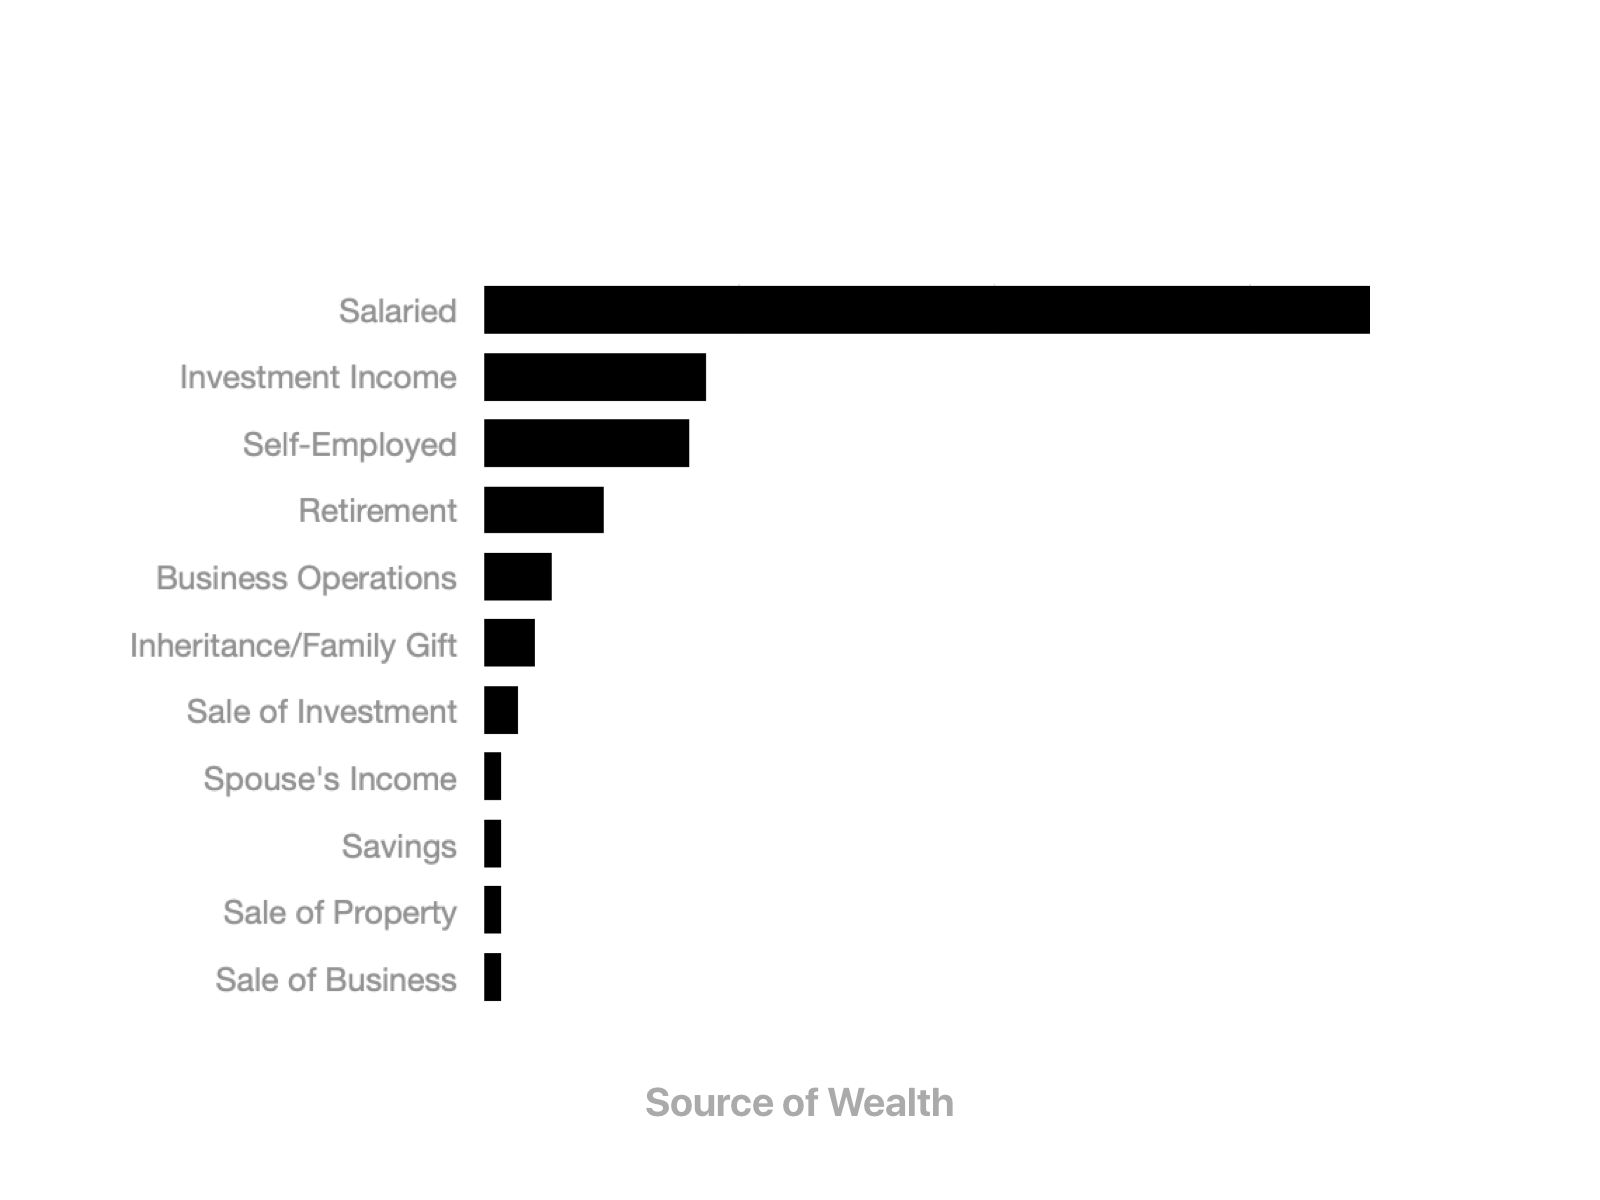 Salaried
Investment Income
Self-Employed
Retirement
Business Operations
Inheritance/Family Gift
Sale of Investment
Spouse's Income
Savings
Sale of Property
Sale of Business
Source of Wealth